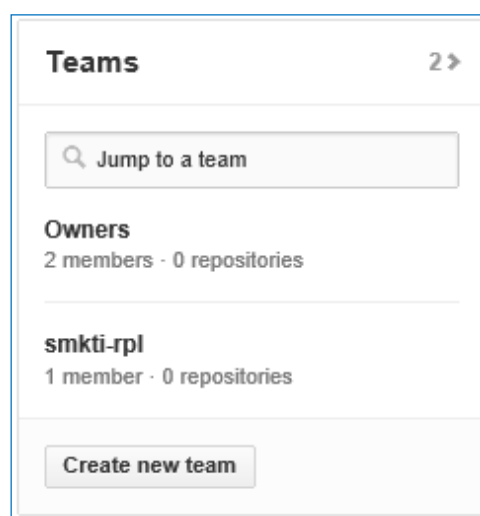 Teams 2
Jump to a team
Owners
2 members · 0 repositories
smkti-rpl
1 member · 0 repositories
Create new team